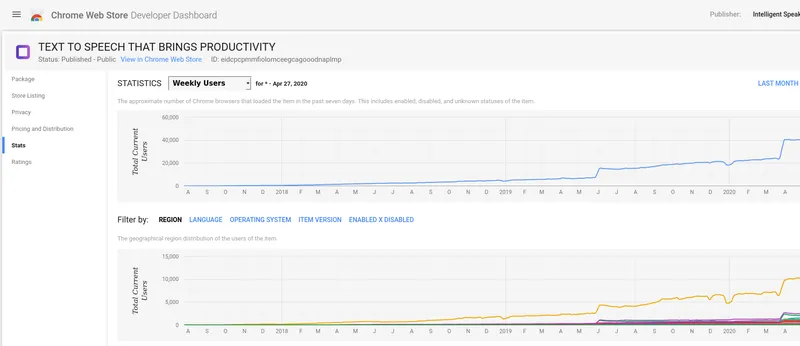 Chrome Web Store Developer Dashboard
Publisher: Intelligent Speak
TEXT TO SPEECH THAT BRINGS PRODUCTIVITY
Status: Published - Public View in Chrome Web Store ID: eidcpcpmmfiolomceegcagooodnaplmp
Package
Store Listing
Privacy
Pricing and Distribution
Stats
Ratings
STATISTICS Weekly Users for * - Apr 27, 2020 LAST MONTH
The approximate number of Chrome browsers that loaded the item in the past seven days. This includes enabled, disabled, and unknown statuses of the item.
Total Current Users
60,000
40,000
20,000
0
A S O N D 2018 F M A M J J A S O N D 2019 F M A M J J A S O N D 2020 F M A
Filter by: REGION LANGUAGE OPERATING SYSTEM ITEM VERSION ENABLED X DISABLED
The geographical region distribution of the users of the item
Total Current Users
15,000
10,000
5,000
0
A S O N D 2018 F M A M J J A S O N D 2019 F M A M J J A S O N D 2020 F M A